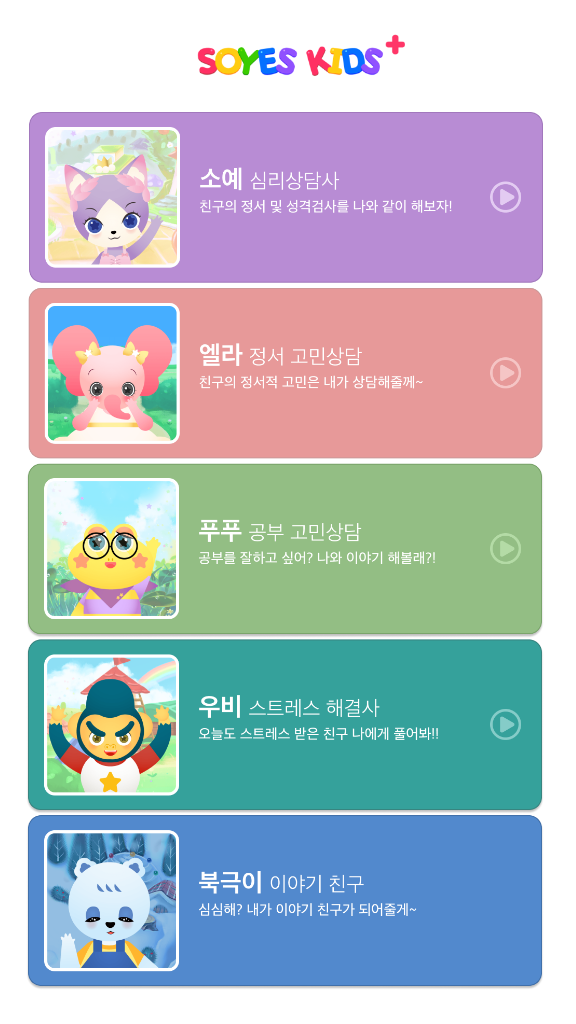 SOYES KIDS+
소예 심리상담사
친구의 정서 및 성격검사를 나와 같이 해보자!
엘라 정서 고민상담
친구의 정서적 고민은 내가 상담해줄께~
푸푸 공부 고민상담
공부를 잘하고 싶어? 나와 이야기 해볼래?!
우비 스트레스 해결사
오늘도 스트레스 받은 친구 나에게 풀어봐!!
북극이 이야기 친구
심심해? 내가 이야기 친구가 되어줄게~